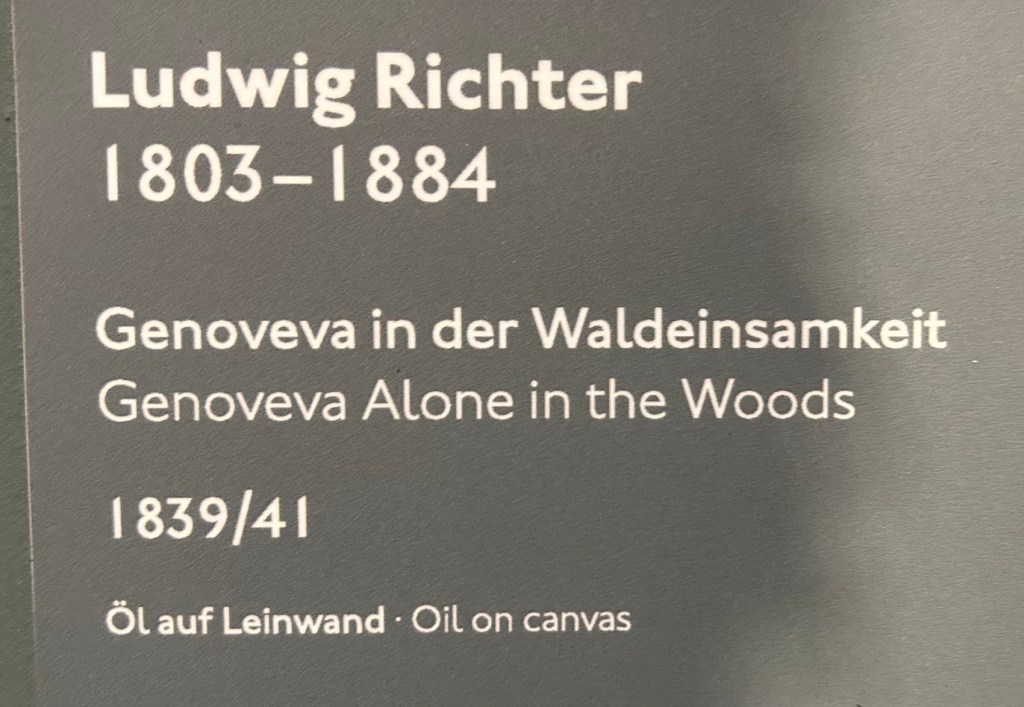 Ludwig Richter
1803–1884
Genoveva in der Waldeinsamkeit
Genoveva Alone in the Woods
1839/41
Öl auf Leinwand · Oil on canvas